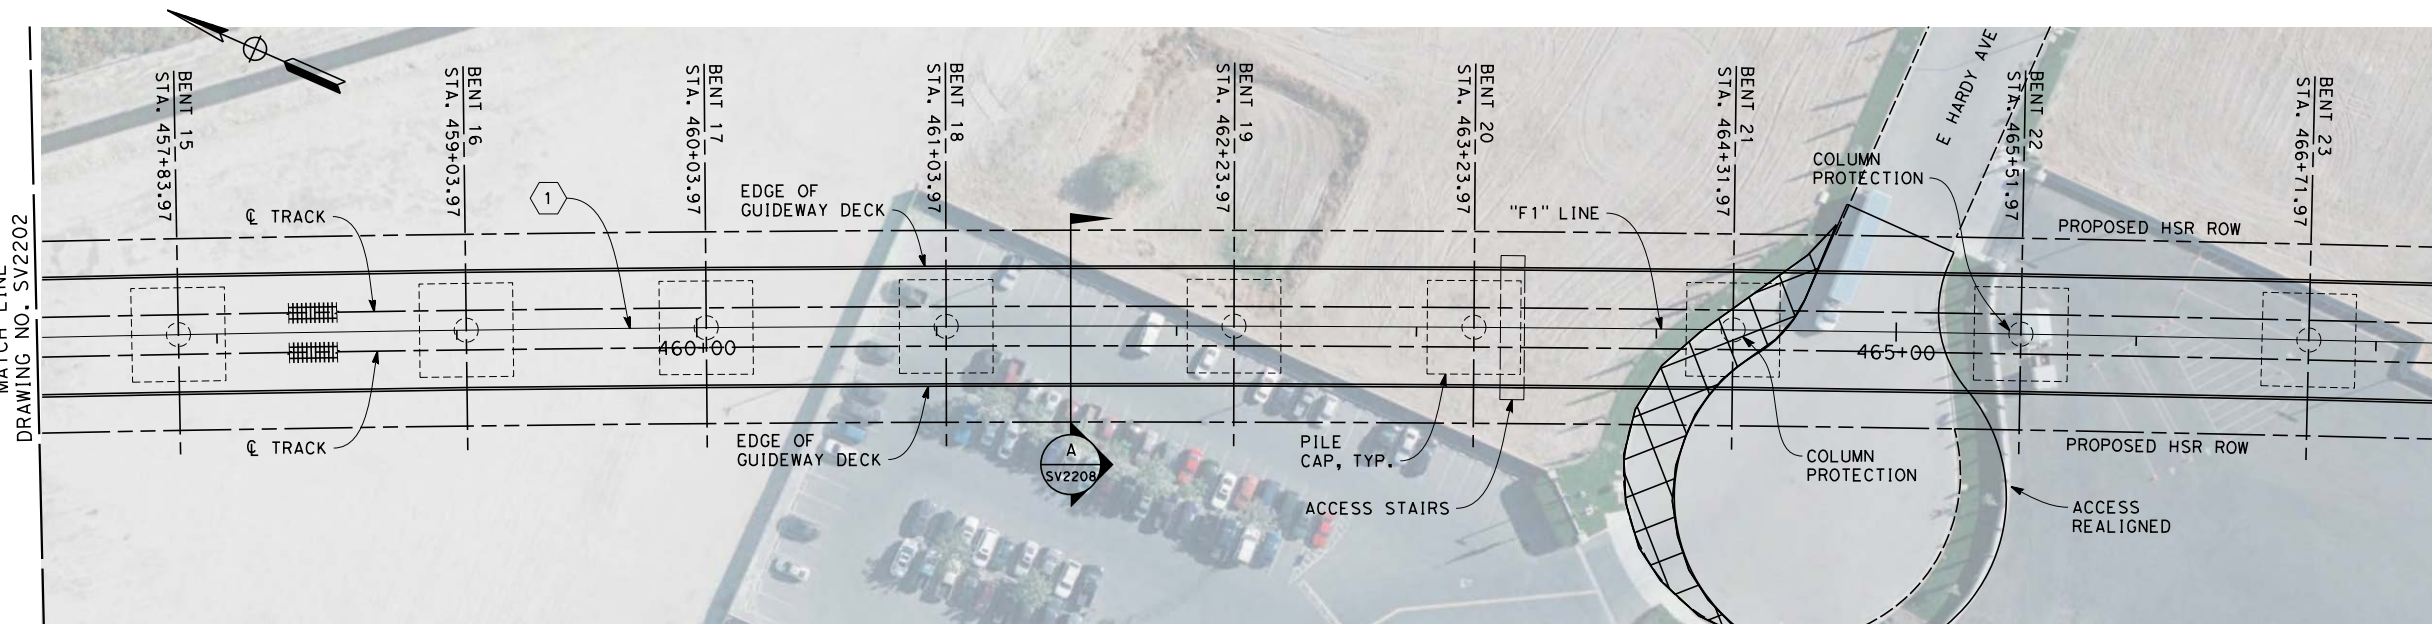 MATCH LINE
DRAWING NO. SV2202
BENT 15
STA. 457+83.97
BENT 16
STA. 459+03.97
BENT 17
STA. 460+03.97
BENT 18
STA. 461+03.97
BENT 19
STA. 462+23.97
BENT 20
STA. 463+23.97
BENT 21
STA. 464+31.97
BENT 22
STA. 465+51.97
BENT 23
STA. 466+71.97
E HARDY AVE
COLUMN
PROTECTION
1
EDGE OF
GUIDEWAY DECK
℄ TRACK
"F1" LINE
PROPOSED HSR ROW
460+00
465+00
℄ TRACK
EDGE OF
GUIDEWAY DECK
A
SV2208
PILE
CAP, TYP.
ACCESS STAIRS
COLUMN
PROTECTION
PROPOSED HSR ROW
ACCESS
REALIGNED